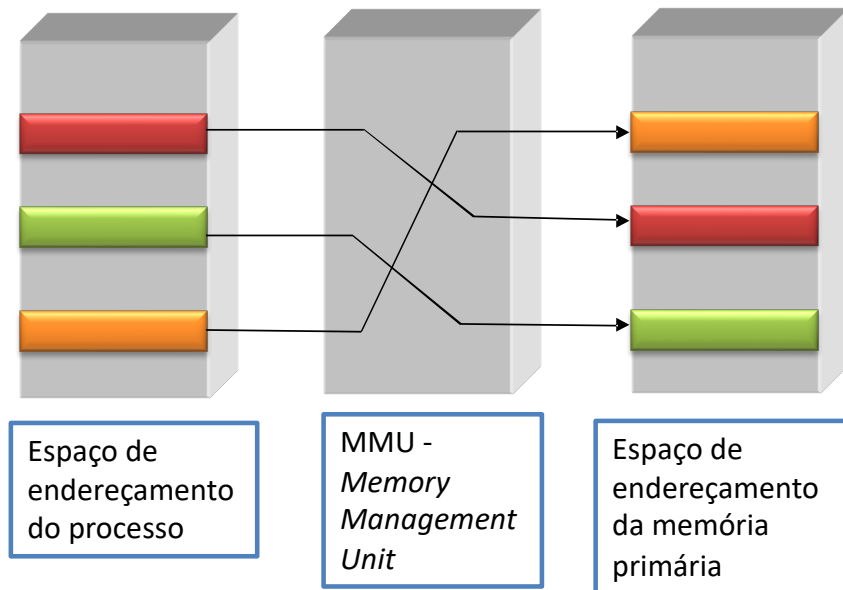 Espaço de
endereçamento
do processo
MMU -
Memory
Management
Unit
Espaço de
endereçamento
da memória
primária